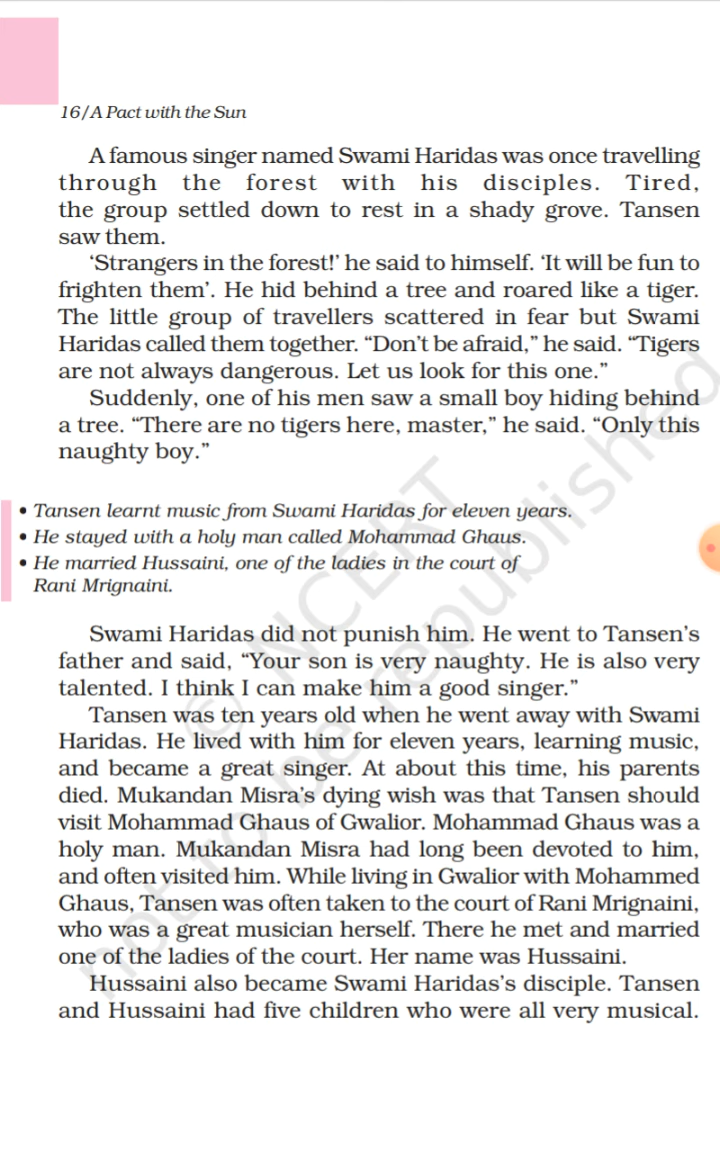 16/A Pact with the Sun
A famous singer named Swami Haridas was once travelling
through the forest with his disciples. Tired,
the group settled down to rest in a shady grove. Tansen
saw them.
‘Strangers in the forest!’ he said to himself. ‘It will be fun to
frighten them’. He hid behind a tree and roared like a tiger.
The little group of travellers scattered in fear but Swami
Haridas called them together. “Don’t be afraid,” he said. “Tigers
are not always dangerous. Let us look for this one.”
Suddenly, one of his men saw a small boy hiding behind
a tree. “There are no tigers here, master,” he said. “Only this
naughty boy.”
• Tansen learnt music from Swami Haridas for eleven years.
• He stayed with a holy man called Mohammad Ghaus.
• He married Hussaini, one of the ladies in the court of
Rani Mrignaini.
Swami Haridas did not punish him. He went to Tansen’s
father and said, “Your son is very naughty. He is also very
talented. I think I can make him a good singer.”
Tansen was ten years old when he went away with Swami
Haridas. He lived with him for eleven years, learning music,
and became a great singer. At about this time, his parents
died. Mukandan Misra’s dying wish was that Tansen should
visit Mohammad Ghaus of Gwalior. Mohammad Ghaus was a
holy man. Mukandan Misra had long been devoted to him,
and often visited him. While living in Gwalior with Mohammed
Ghaus, Tansen was often taken to the court of Rani Mrignaini,
who was a great musician herself. There he met and married
one of the ladies of the court. Her name was Hussaini.
Hussaini also became Swami Haridas’s disciple. Tansen
and Hussaini had five children who were all very musical.
© NCERT
not to be republished